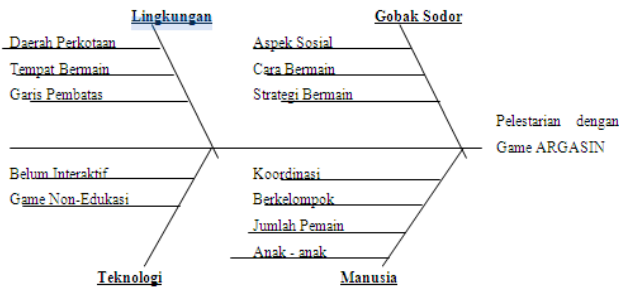 Lingkungan
Gobak Sodor
Daerah Perkotaan
Tempat Bermain
Garis Pembatas
Aspek Sosial
Cara Bermain
Strategi Bermain
Pelestarian dengan
Game ARGASIN
Belum Interaktif
Game Non-Edukasi
Koordinasi
Berkelompok
Jumlah Pemain
Anak - anak
Teknologi
Manusia